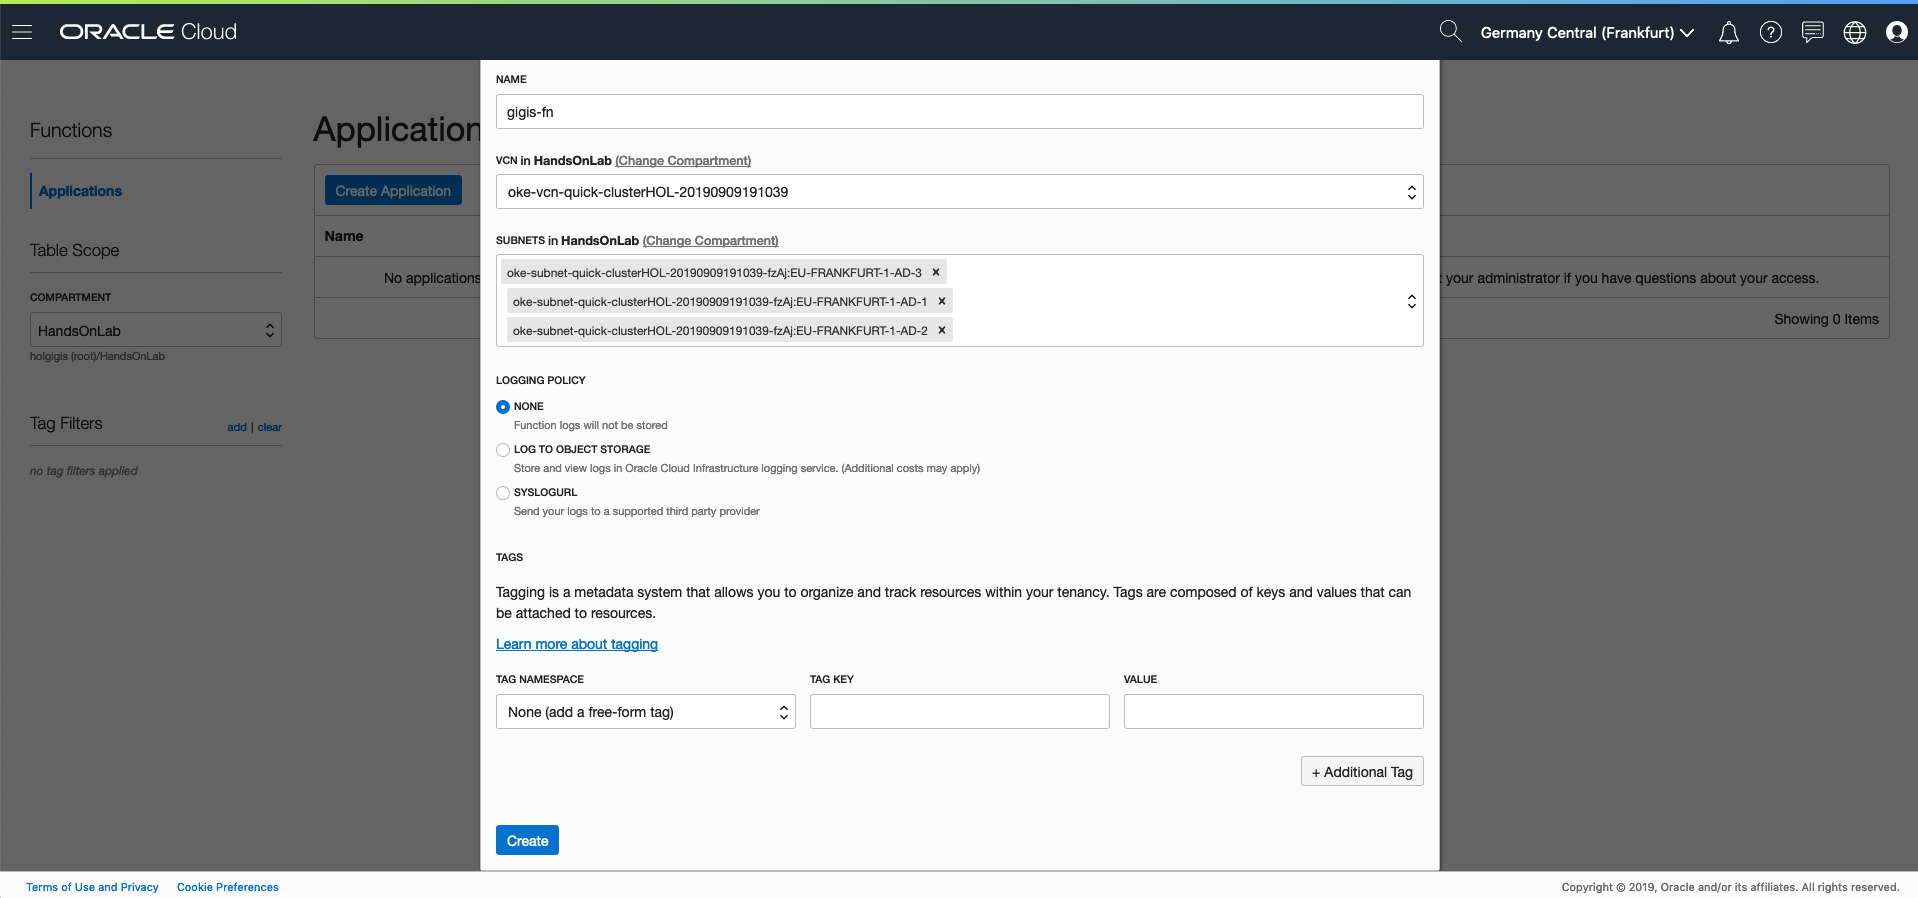 ORACLE Cloud
Germany Central (Frankfurt)
Functions
Applications
Table Scope
COMPARTMENT
HandsOnLab
holgigis (root)/HandsOnLab
Tag Filters
add | clear
no tag filters applied
Application
Create Application
Name
No applications
t your administrator if you have questions about your access.
Showing 0 Items
NAME
gigis-fn
VCN in HandsOnLab (Change Compartment)
oke-vcn-quick-clusterHOL-20190909191039
SUBNETS in HandsOnLab (Change Compartment)
oke-subnet-quick-clusterHOL-20190909191039-fzAj:EU-FRANKFURT-1-AD-3 ×
oke-subnet-quick-clusterHOL-20190909191039-fzAj:EU-FRANKFURT-1-AD-1 ×
oke-subnet-quick-clusterHOL-20190909191039-fzAj:EU-FRANKFURT-1-AD-2 ×
LOGGING POLICY
NONE
Function logs will not be stored
LOG TO OBJECT STORAGE
Store and view logs in Oracle Cloud Infrastructure logging service. (Additional costs may apply)
SYSLOGURL
Send your logs to a supported third party provider
TAGS
Tagging is a metadata system that allows you to organize and track resources within your tenancy. Tags are composed of keys and values that can
be attached to resources.
Learn more about tagging
TAG NAMESPACE
TAG KEY
VALUE
None (add a free-form tag)
+ Additional Tag
Create
Terms of Use and Privacy
Cookie Preferences
Copyright © 2019, Oracle and/or its affiliates. All rights reserved.